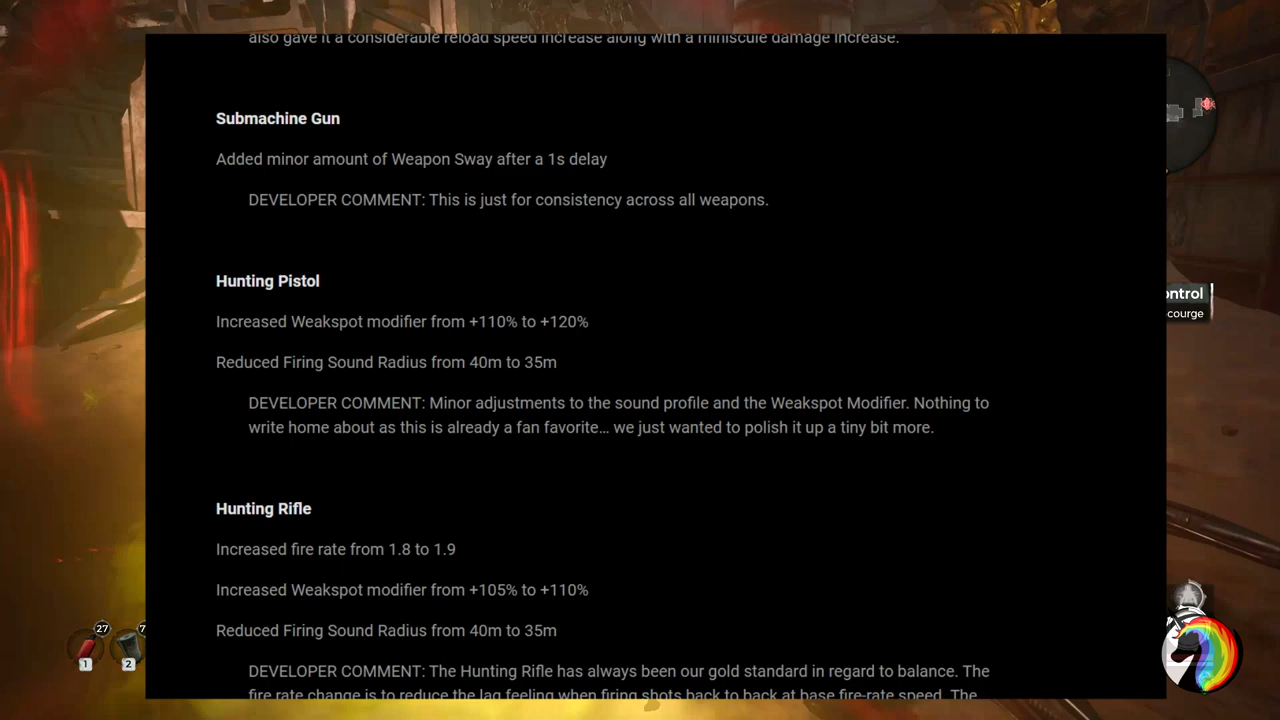 also gave it a considerable reload speed increase along with a miniscule damage increase.
Submachine Gun
Added minor amount of Weapon Sway after a 1s delay
DEVELOPER COMMENT: This is just for consistency across all weapons.
Hunting Pistol
Increased Weakspot modifier from +110% to +120%
Reduced Firing Sound Radius from 40m to 35m
DEVELOPER COMMENT: Minor adjustments to the sound profile and the Weakspot Modifier. Nothing to
write home about as this is already a fan favorite… we just wanted to polish it up a tiny bit more.
ontrol
scourge
Hunting Rifle
Increased fire rate from 1.8 to 1.9
Increased Weakspot modifier from +105% to +110%
Reduced Firing Sound Radius from 40m to 35m
27
7
1
2
DEVELOPER COMMENT: The Hunting Rifle has always been our gold standard in regard to balance. The
fire rate change is to reduce the lag feeling when firing shots back to back at base fire-rate speed. The